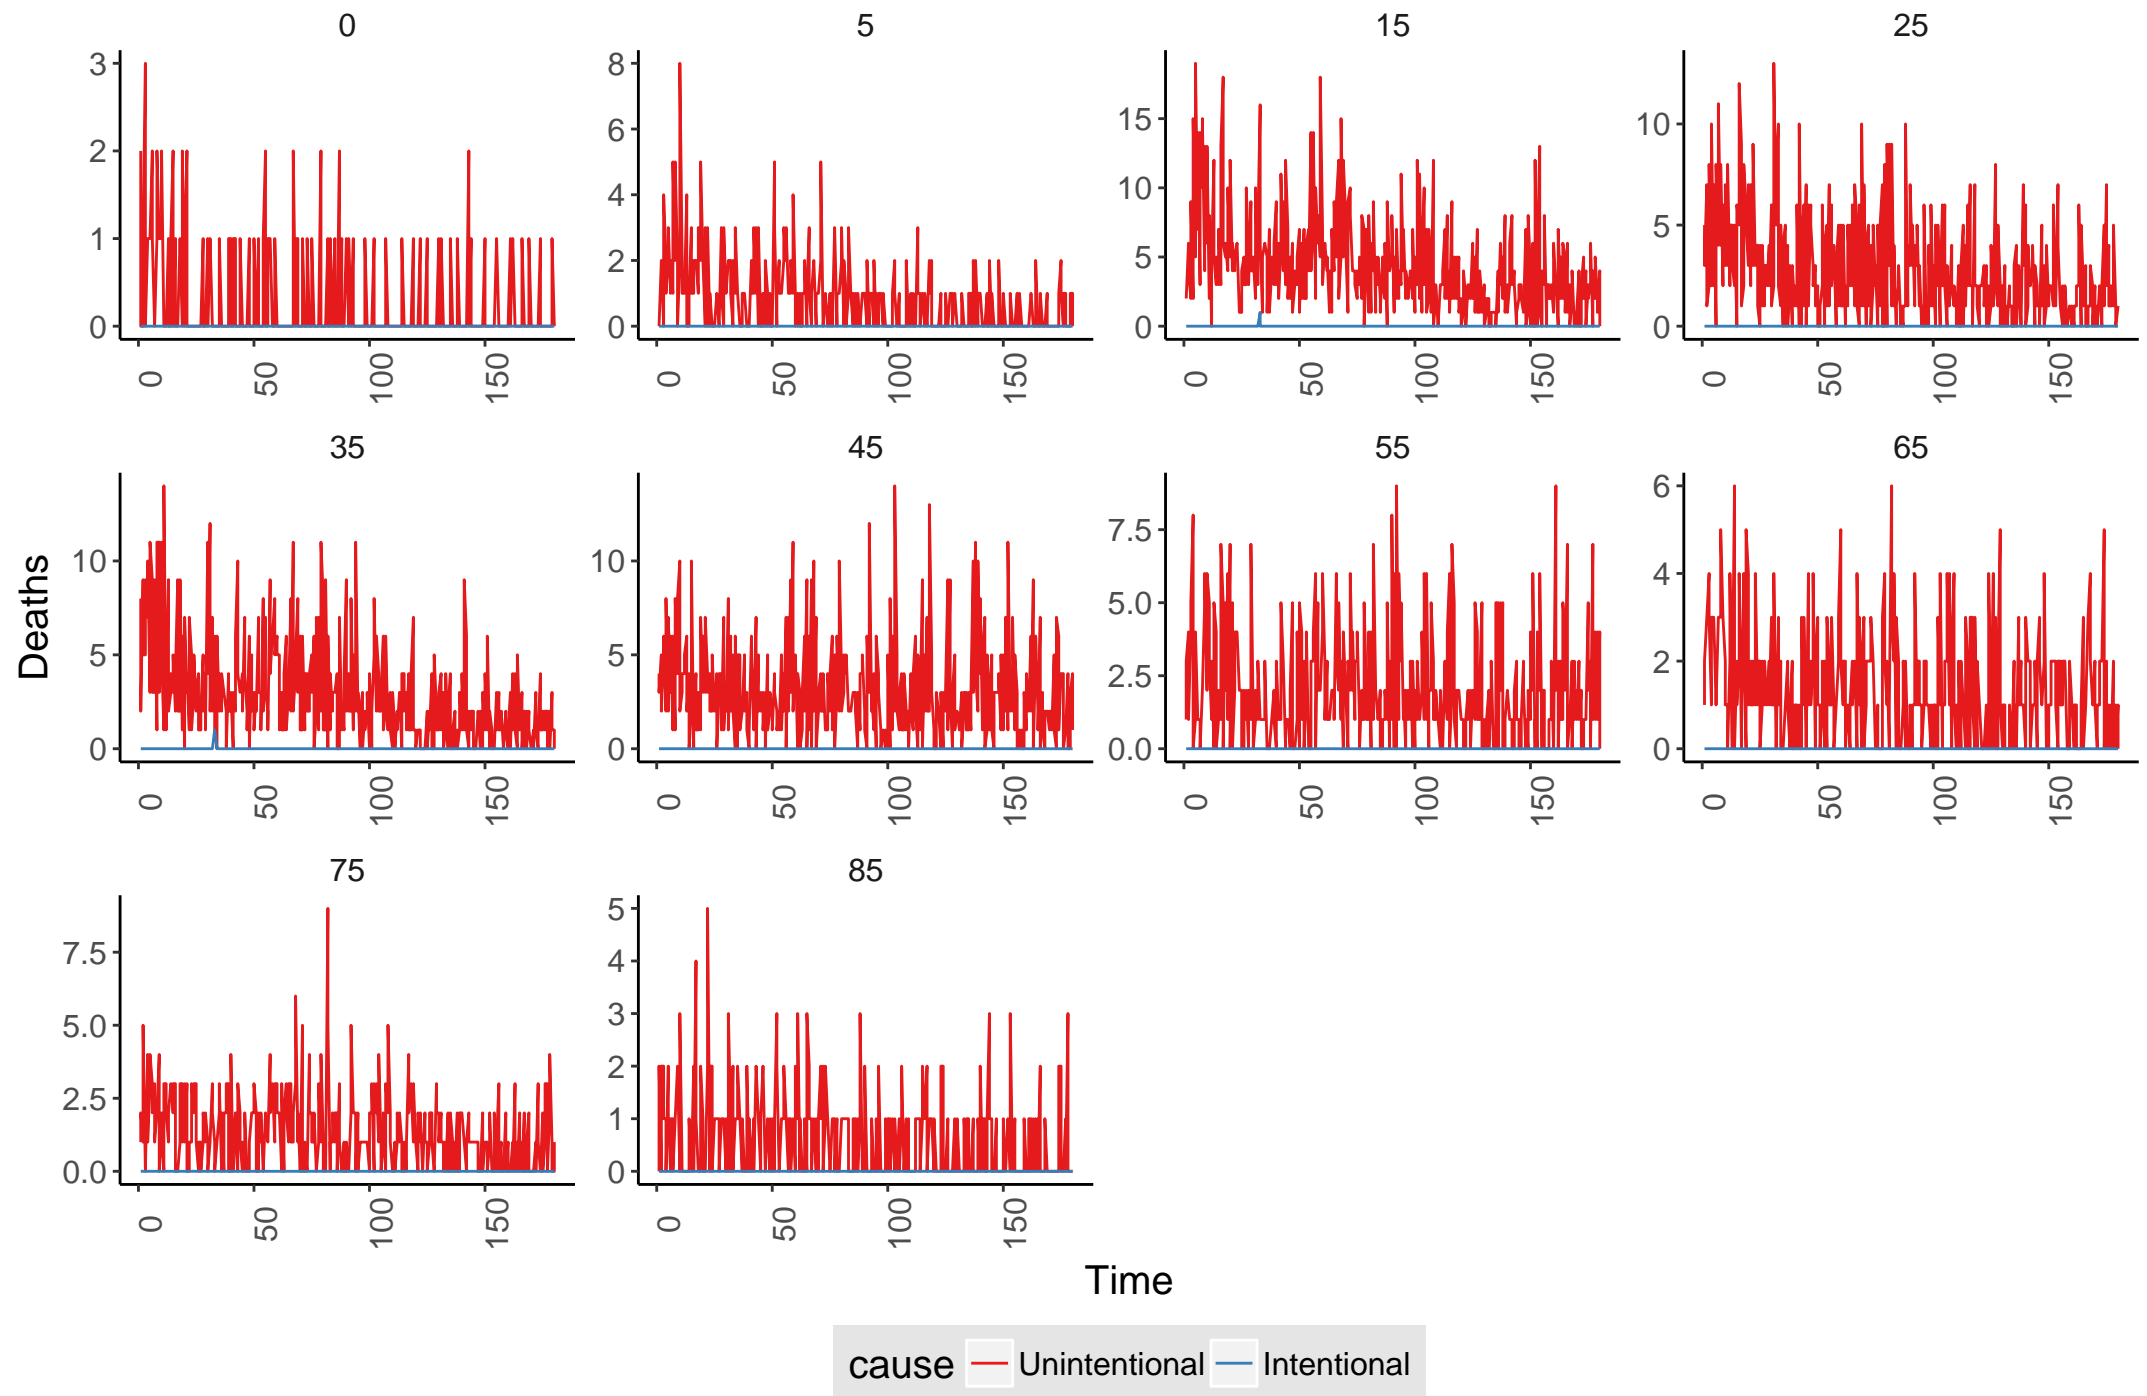 0 5 15 25
3 8 15 10
2 6 10 5
1 4 5 0
0 2 0
0
0 50 100 150 0 50 100 150 0 50 100 150 0 50 100 150
35 45 55 65
10 10 7.5 6
5 5 5.0 4
0 0 2.5 2
0.0 0
0 50 100 150 0 50 100 150 0 50 100 150 0 50 100 150
Deaths
75 85
7.5 5
5.0 4
2.5 3
0.0 2
1
0
0 50 100 150 0 50 100 150
Time
cause Unintentional Intentional